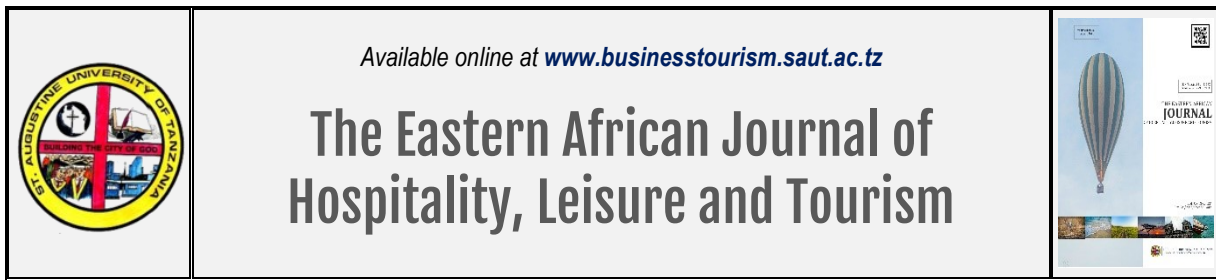 ST. AUGUSTINE UNIVERSITY OF TANZANIA
BUILDING THE CITY OF GOD
Available online at www.businesstourism.saut.ac.tz
The Eastern African Journal of
Hospitality, Leisure and Tourism
JOURNAL